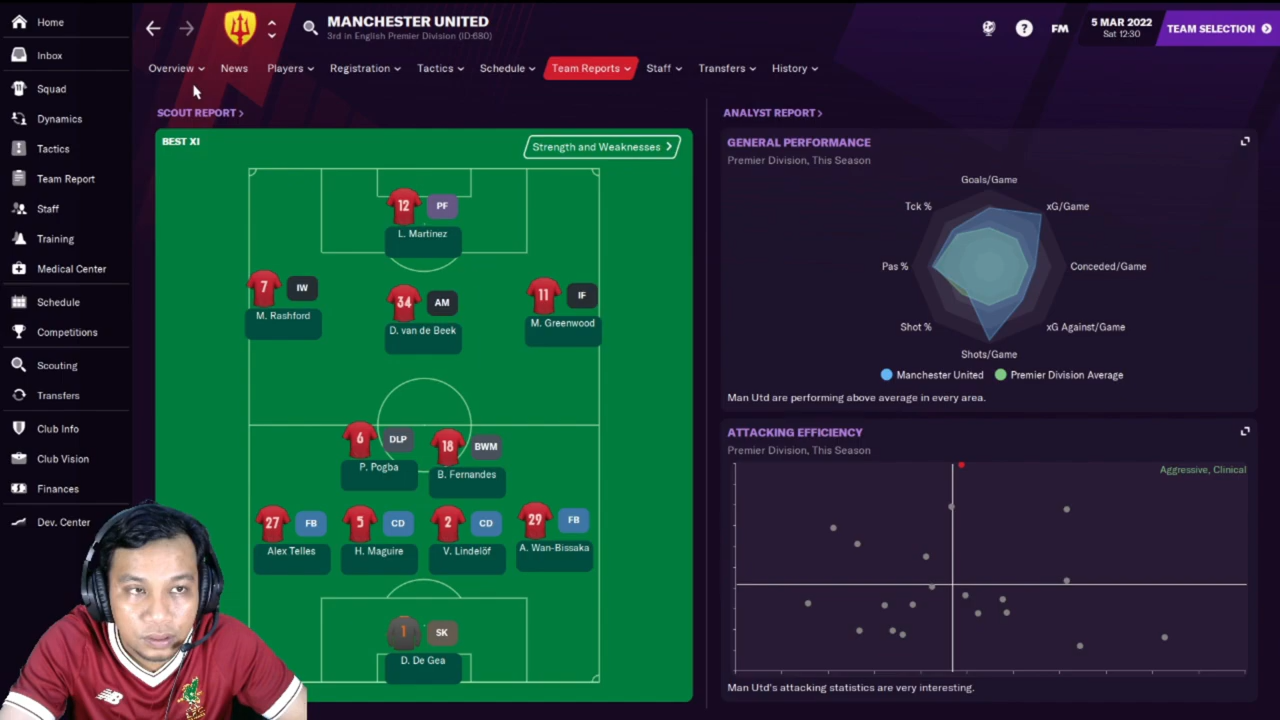 Home
Inbox
Squad
Dynamics
Tactics
Team Report
Staff
Training
Medical Center
Schedule
Competitions
Scouting
Transfers
Club Info
Club Vision
Finances
Dev. Center
MANCHESTER UNITED
3rd in English Premier Division (ID:680)
FM
5 MAR 2022
Sat 12:30
TEAM SELECTION
Overview
News
Players
Registration
Tactics
Schedule
Team Reports
Staff
Transfers
History
SCOUT REPORT
BEST XI
Strength and Weaknesses
12 PF
L. Martínez
7 IW
M. Rashford
34 AM
D. van de Beek
11 IF
M. Greenwood
6 DLP
P. Pogba
18 BWM
B. Fernandes
27 FB
Alex Telles
5 CD
H. Maguire
2 CD
V. Lindelöf
29 FB
A. Wan-Bissaka
1 SK
D. De Gea
ANALYST REPORT
GENERAL PERFORMANCE
Premier Division, This Season
Goals/Game
xG/Game
Conceded/Game
xG Against/Game
Shots/Game
Shot %
Pas %
Tck %
Manchester United
Premier Division Average
Man Utd are performing above average in every area.
ATTACKING EFFICIENCY
Premier Division, This Season
Aggressive, Clinical
Man Utd's attacking statistics are very interesting.